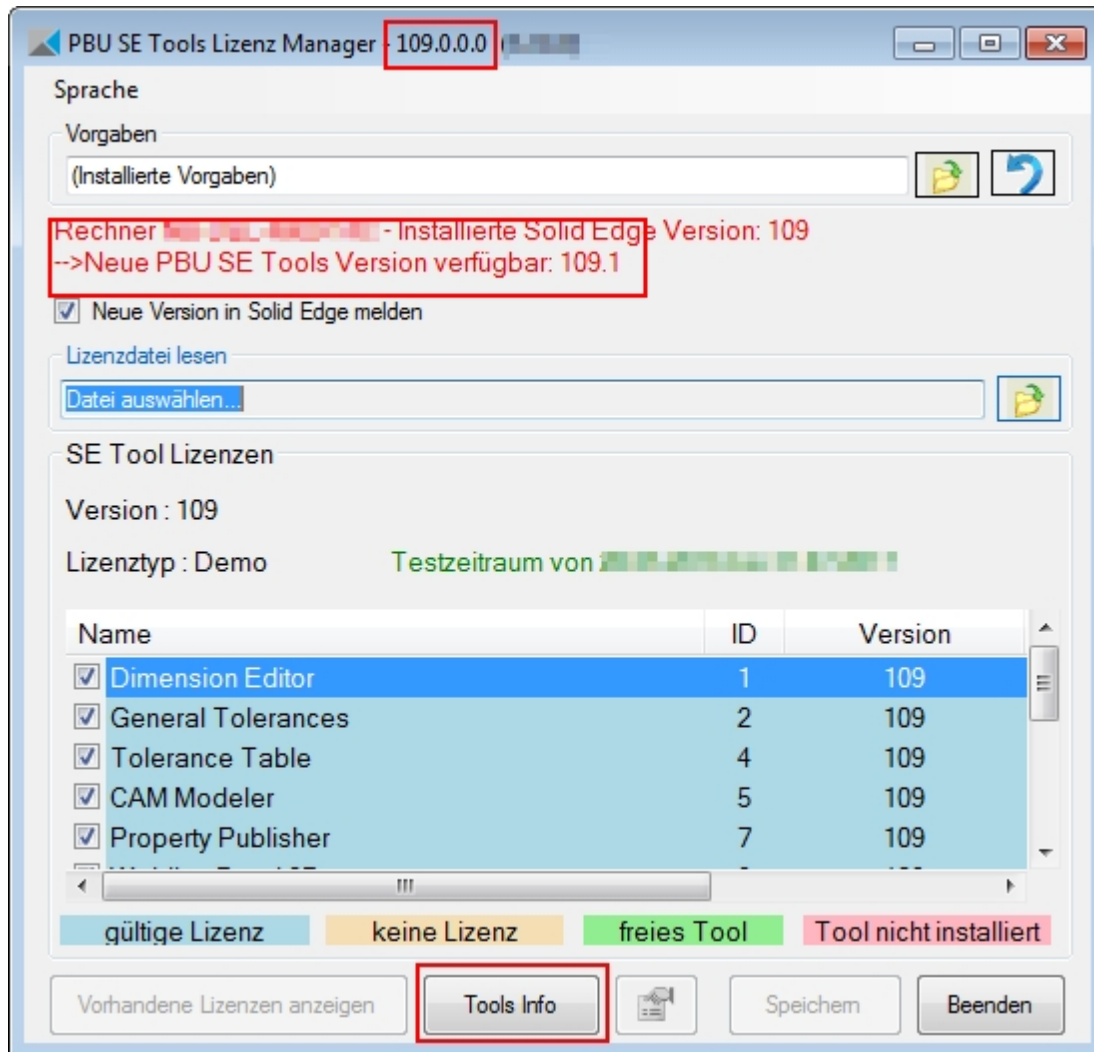 PBU SE Tools Lizenz Manager - 109.0.0.0 (
Sprache
Vorgaben
(Installierte Vorgaben)
Rechner - Installierte Solid Edge Version: 109
-->Neue PBU SE Tools Version verfügbar: 109.1
Neue Version in Solid Edge melden
Lizenzdatei lesen
Datei auswählen...
SE Tool Lizenzen
Version : 109
Lizenztyp : Demo Testzeitraum von
Name ID Version
Dimension Editor 1 109
General Tolerances 2 109
Tolerance Table 4 109
CAM Modeler 5 109
Property Publisher 7 109
gültige Lizenz keine Lizenz freies Tool Tool nicht installiert
Vorhandene Lizenzen anzeigen Tools Info Speichern Beenden